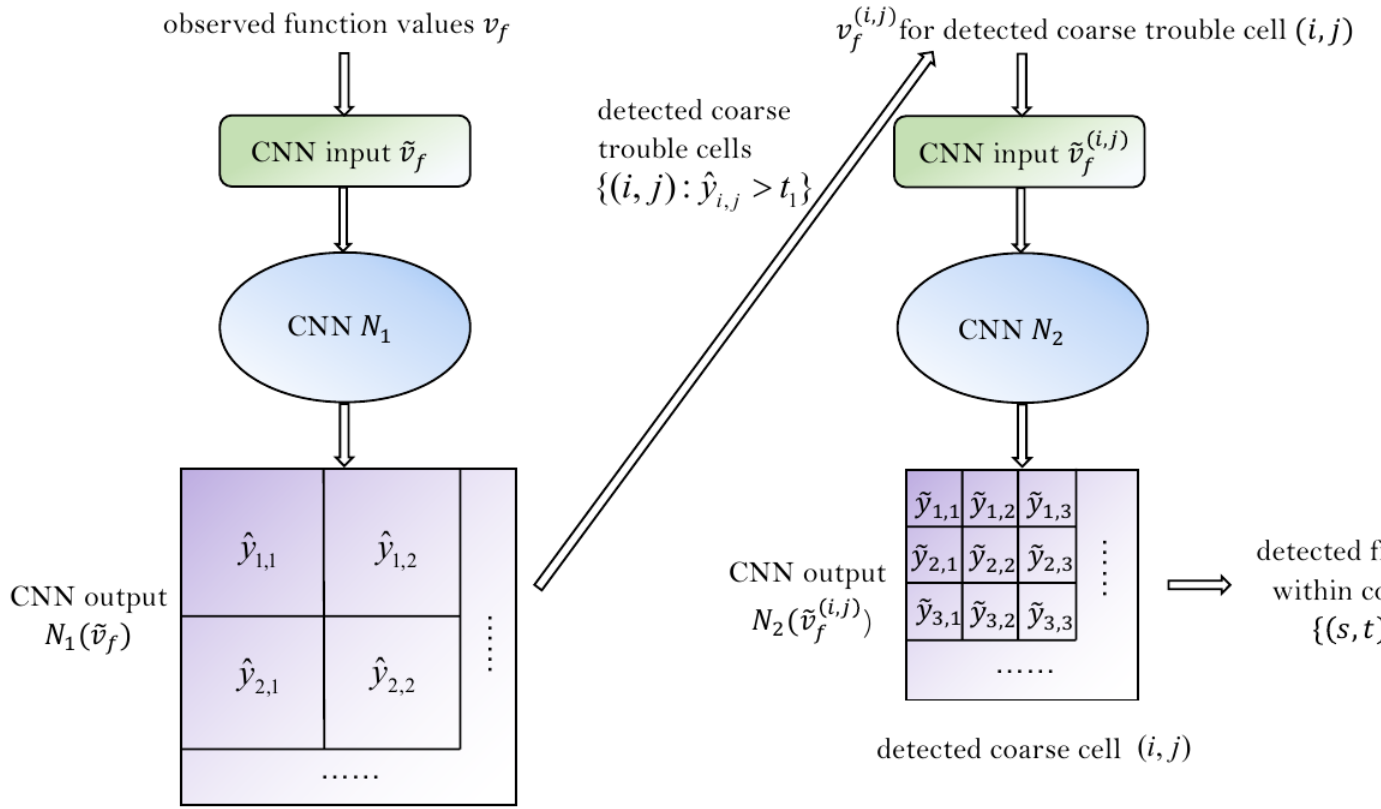 observed function values v_f
CNN input ṽ_f
CNN N_1
CNN output
N_1(ṽ_f)
ŷ_{1,1} ŷ_{1,2}
ŷ_{2,1} ŷ_{2,2}
......
......
detected coarse
trouble cells
{(i, j) : ŷ_{i,j} > t_1}
v_f^{(i,j)} for detected coarse trouble cell (i, j)
CNN input ṽ_f^{(i,j)}
CNN N_2
CNN output
N_2(ṽ_f^{(i,j)})
ỹ_{1,1} ỹ_{1,2} ỹ_{1,3}
ỹ_{2,1} ỹ_{2,2} ỹ_{2,3}
ỹ_{3,1} ỹ_{3,2} ỹ_{3,3}
......
......
detected coarse cell (i, j)
detected
within
{(s, t)